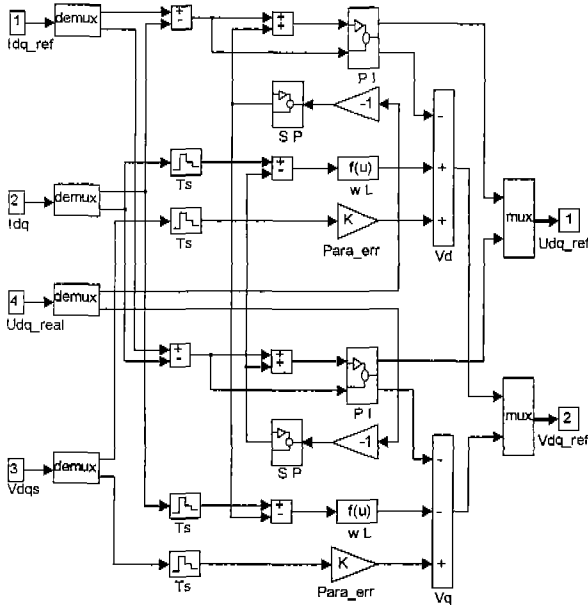 1
Idq_ref
demux
+
-
+
+
P I
S P
-1
-
+
+
Vd
2
Idq
demux
Ts
+
-
f(u)
w L
Ts
K
Para_err
mux
1
Udq_ref
4
Udq_real
demux
+
-
+
+
P I
S P
-1
mux
2
Vdq_ref
3
Vdqs
demux
Ts
+
-
f(u)
w L
-
-
+
Vq
Ts
K
Para_err